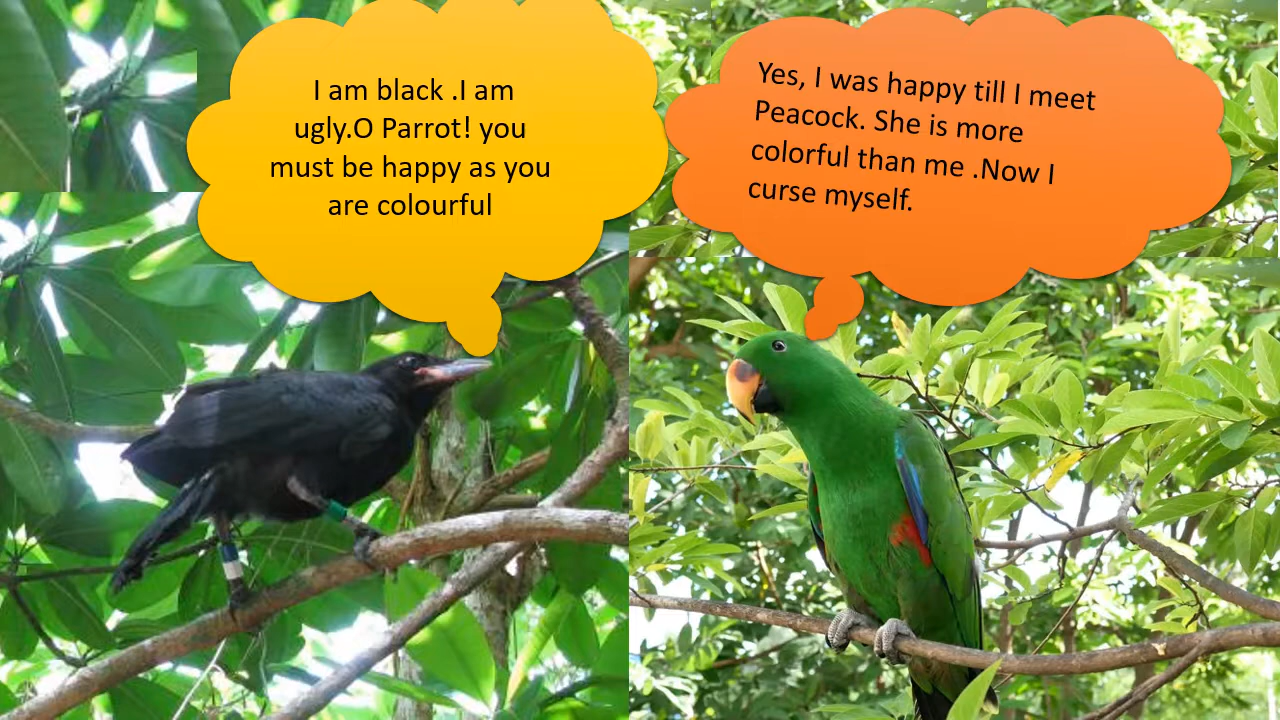 I am black .I am
ugly.O Parrot! you
must be happy as you
are colourful
Yes, I was happy till I meet
Peacock. She is more
colorful than me .Now I
curse myself.